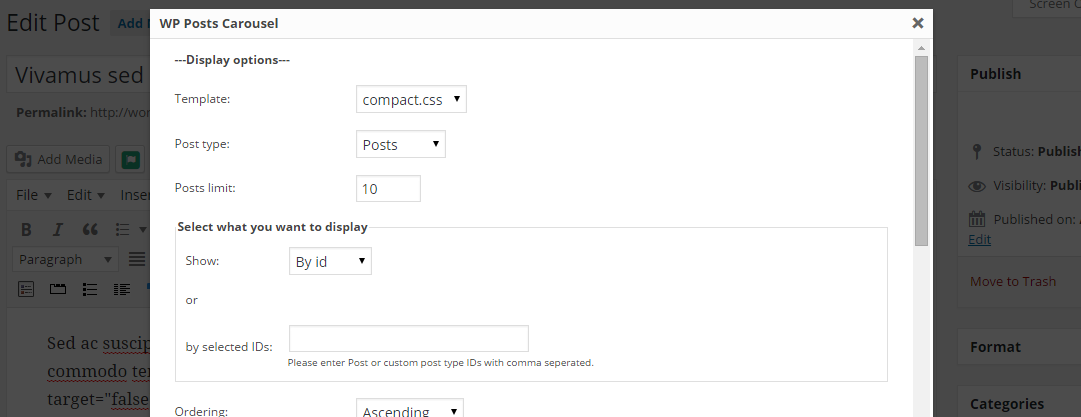 Screen O
Edit Post Add
WP Posts Carousel
---Display options---
Template: compact.css
Post type: Posts
Posts limit: 10
Select what you want to display
Show: By id
or
by selected IDs:
Please enter Post or custom post type IDs with comma seperated.
Ordering: Ascending
Vivamus sed
Permalink: http://wor
Add Media
File Edit Inser
B I
Paragraph
Sed ac suscip
commodo ter
target="false
Publish
Status: Publish
Visibility: Publi
Published on:
Edit
Move to Trash
Format
Categories